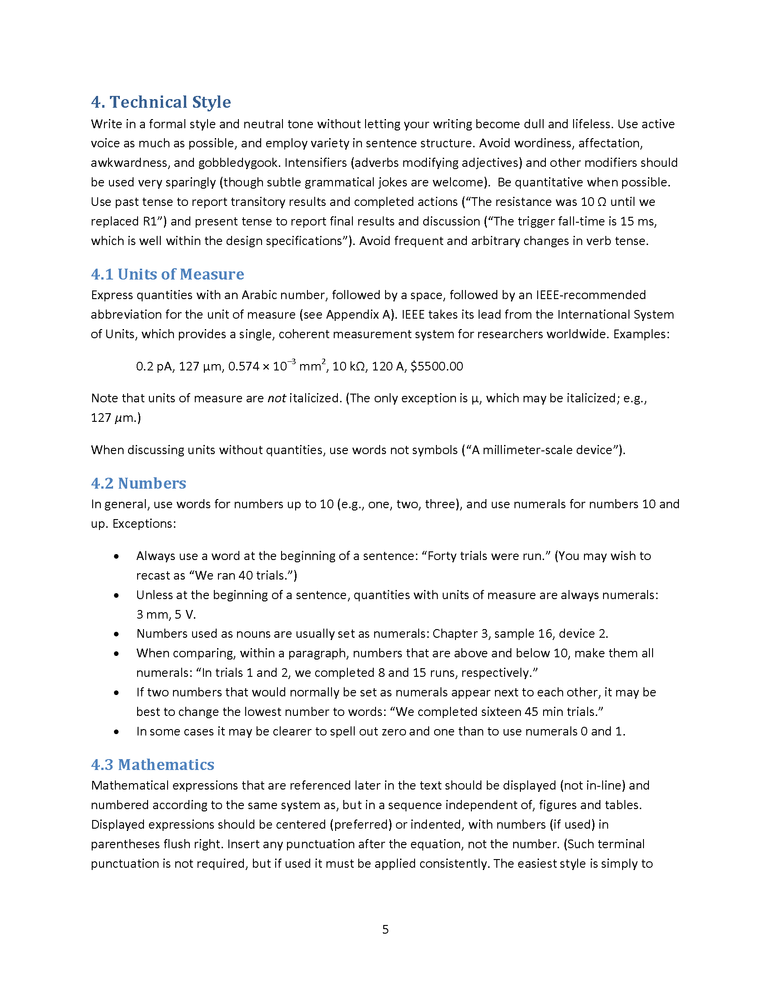 4. Technical Style
Write in a formal style and neutral tone without letting your writing become dull and lifeless. Use active
voice as much as possible, and employ variety in sentence structure. Avoid wordiness, affectation,
awkwardness, and gobbledygook. Intensifiers (adverbs modifying adjectives) and other modifiers should
be used very sparingly (though subtle grammatical jokes are welcome).  Be quantitative when possible.
Use past tense to report transitory results and completed actions (“The resistance was 10 Ω until we
replaced R1”) and present tense to report final results and discussion (“The trigger fall-time is 15 ms,
which is well within the design specifications”). Avoid frequent and arbitrary changes in verb tense.
4.1 Units of Measure
Express quantities with an Arabic number, followed by a space, followed by an IEEE-recommended
abbreviation for the unit of measure (see Appendix A). IEEE takes its lead from the International System
of Units, which provides a single, coherent measurement system for researchers worldwide. Examples:
0.2 pA, 127 µm, 0.574 × 10⁻³ mm², 10 kΩ, 120 A, $5500.00
Note that units of measure are not italicized. (The only exception is µ, which may be italicized; e.g.,
127 µm.)
When discussing units without quantities, use words not symbols (“A millimeter-scale device”).
4.2 Numbers
In general, use words for numbers up to 10 (e.g., one, two, three), and use numerals for numbers 10 and
up. Exceptions:
• Always use a word at the beginning of a sentence: “Forty trials were run.” (You may wish to
recast as “We ran 40 trials.”)
• Unless at the beginning of a sentence, quantities with units of measure are always numerals:
3 mm, 5 V.
• Numbers used as nouns are usually set as numerals: Chapter 3, sample 16, device 2.
• When comparing, within a paragraph, numbers that are above and below 10, make them all
numerals: “In trials 1 and 2, we completed 8 and 15 runs, respectively.”
• If two numbers that would normally be set as numerals appear next to each other, it may be
best to change the lowest number to words: “We completed sixteen 45 min trials.”
• In some cases it may be clearer to spell out zero and one than to use numerals 0 and 1.
4.3 Mathematics
Mathematical expressions that are referenced later in the text should be displayed (not in-line) and
numbered according to the same system as, but in a sequence independent of, figures and tables.
Displayed expressions should be centered (preferred) or indented, with numbers (if used) in
parentheses flush right. Insert any punctuation after the equation, not the number. (Such terminal
punctuation is not required, but if used it must be applied consistently. The easiest style is simply to
5